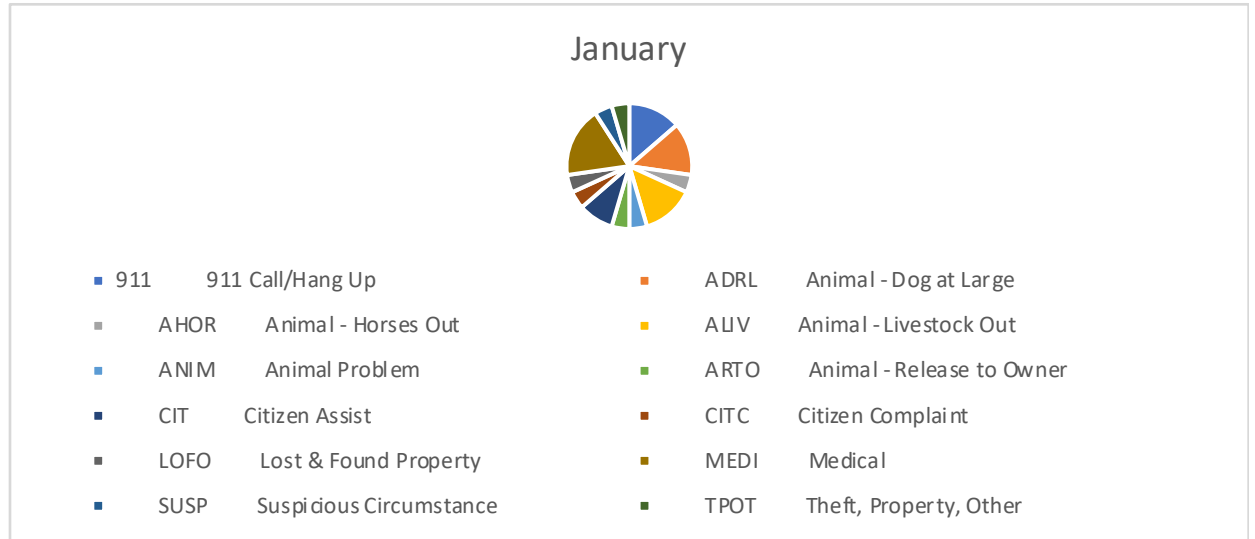 January
911 911 Call/Hang Up ADRL Animal - Dog at Large
AHOR Animal - Horses Out ALIV Animal - Livestock Out
ANIM Animal Problem ARTO Animal - Release to Owner
CIT Citizen Assist CITC Citizen Complaint
LOFO Lost & Found Property MEDI Medical
SUSP Suspicious Circumstance TPOT Theft, Property, Other